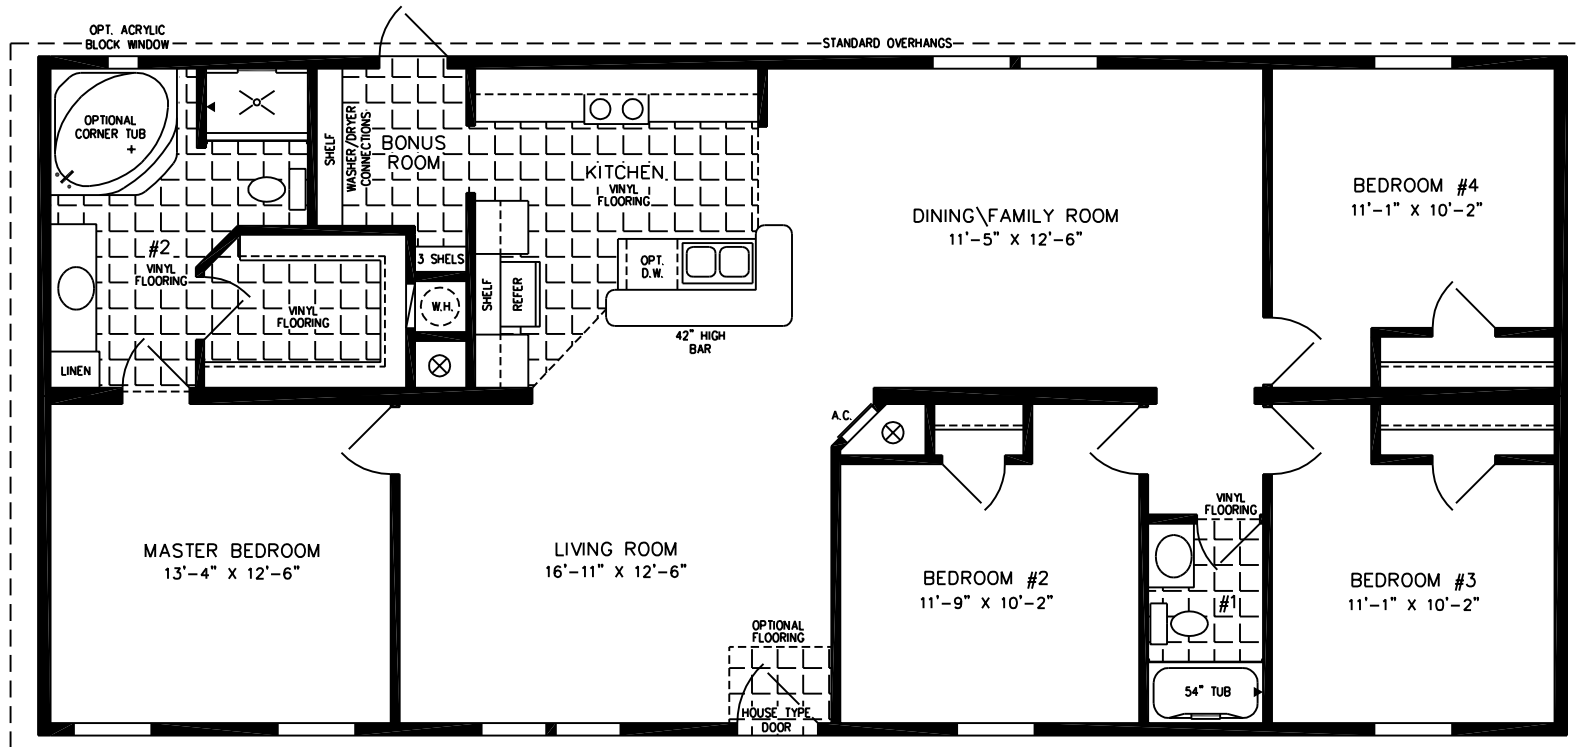 OPT. ACRYLIC
BLOCK WINDOW
STANDARD OVERHANGS
OPTIONAL
CORNER TUB
SHELF
WASHER/DRYER
CONNECTIONS
BONUS
ROOM
KITCHEN
VINYL
FLOORING
DINING\FAMILY ROOM
11'-5" X 12'-6"
BEDROOM #4
11'-1" X 10'-2"
#2
VINYL
FLOORING
3 SHELS
OPT.
D.W.
VINYL
FLOORING
W.H.
SHELF
REFER
42" HIGH
BAR
LINEN
A.C.
MASTER BEDROOM
13'-4" X 12'-6"
LIVING ROOM
16'-11" X 12'-6"
VINYL
FLOORING
BEDROOM #2
11'-9" X 10'-2"
#1
BEDROOM #3
11'-1" X 10'-2"
OPTIONAL
FLOORING
54" TUB
HOUSE TYPE
DOOR